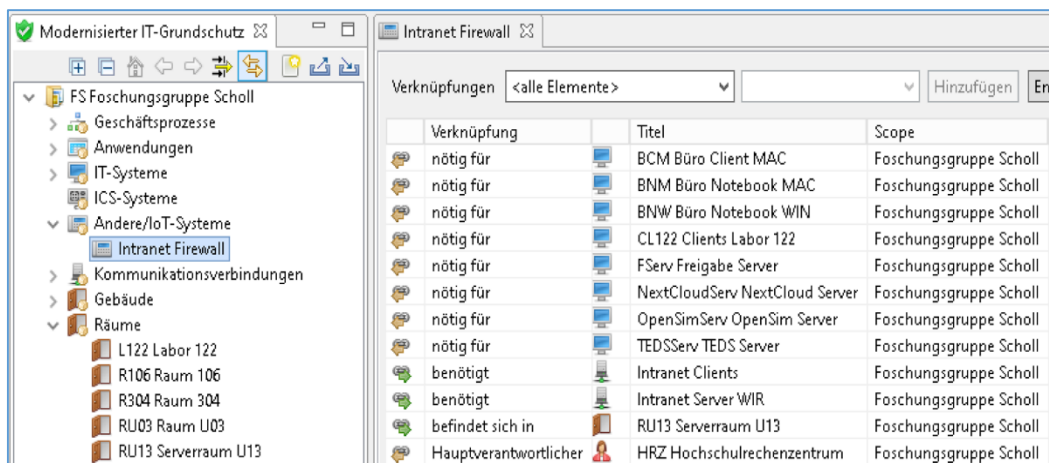 Modernisierter IT-Grundschutz
FS Foschungsgruppe Scholl
Geschäftsprozesse
Anwendungen
IT-Systeme
ICS-Systeme
Andere/IoT-Systeme
Intranet Firewall
Kommunikationsverbindungen
Gebäude
Räume
L122 Labor 122
R106 Raum 106
R304 Raum 304
RU03 Raum U03
RU13 Serverraum U13
Intranet Firewall
Verknüpfungen <alle Elemente> Hinzufügen En
Verknüpfung Titel Scope
nötig für BCM Büro Client MAC Foschungsgruppe Scholl
nötig für BNM Büro Notebook MAC Foschungsgruppe Scholl
nötig für BNW Büro Notebook WIN Foschungsgruppe Scholl
nötig für CL122 Clients Labor 122 Foschungsgruppe Scholl
nötig für FServ Freigabe Server Foschungsgruppe Scholl
nötig für NextCloudServ NextCloud Server Foschungsgruppe Scholl
nötig für OpenSimServ OpenSim Server Foschungsgruppe Scholl
nötig für TEDSServ TEDS Server Foschungsgruppe Scholl
benötigt Intranet Clients Foschungsgruppe Scholl
benötigt Intranet Server WIR Foschungsgruppe Scholl
befindet sich in RU13 Serverraum U13 Foschungsgruppe Scholl
Hauptverantwortlicher HRZ Hochschulrechenzentrum Foschungsgruppe Scholl